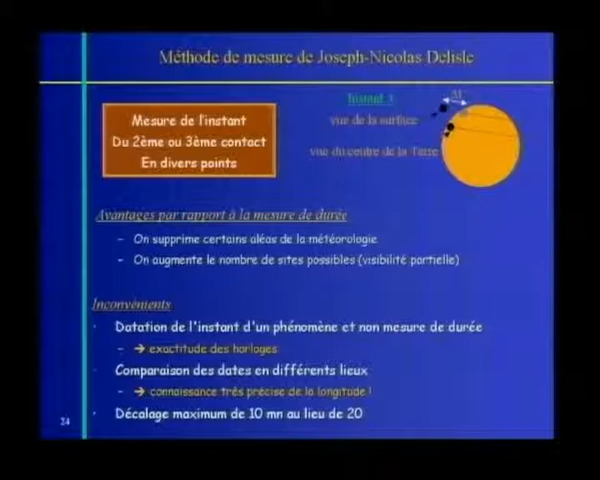 Méthode de mesure de Joseph-Nicolas Delisle
Mesure de l'instant
Du 2ème ou 3ème contact
En divers points
Instant
vue de la surface
vue du centre de la Terre
Avantages par rapport à la mesure de durée
- On supprime certains aléas de la météorologie
- On augmente le nombre de sites possibles (visibilité partielle)
Inconvénients
· Datation de l'instant d'un phénomène et non mesure de durée
- → exactitude des horloges
· Comparaison des dates en différents lieux
- → connaissance très précise de la longitude !
· Décalage maximum de 10 mn au lieu de 20
24